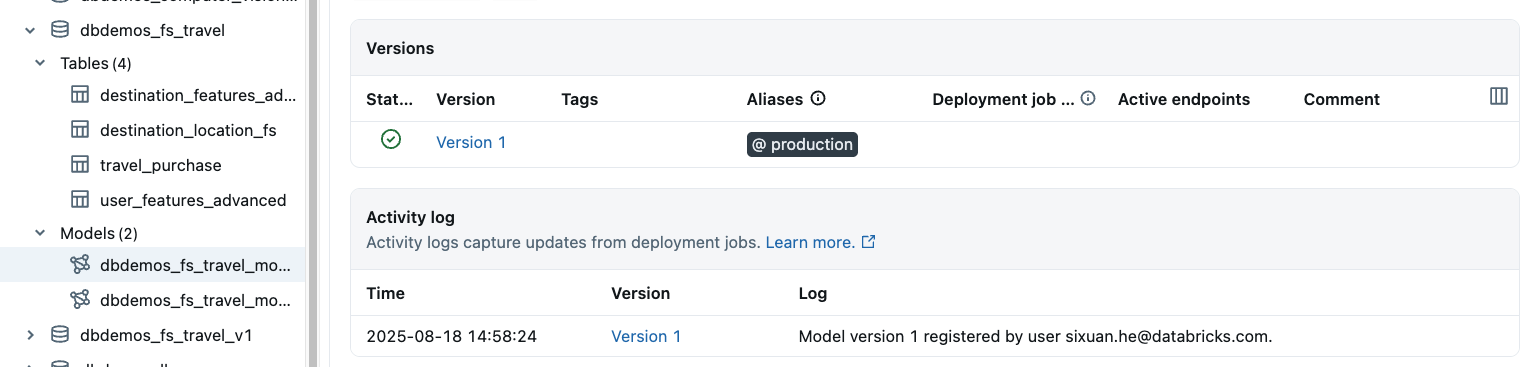 dbdemos_fs_travel
Tables (4)
destination_features_ad...
destination_location_fs
travel_purchase
user_features_advanced
Models (2)
dbdemos_fs_travel_mo...
dbdemos_fs_travel_mo...
dbdemos_fs_travel_v1
Versions
Stat... Version Tags Aliases Deployment job ... Active endpoints Comment
Version 1 @ production
Activity log
Activity logs capture updates from deployment jobs. Learn more.
Time Version Log
2025-08-18 14:58:24 Version 1 Model version 1 registered by user sixuan.he@databricks.com.